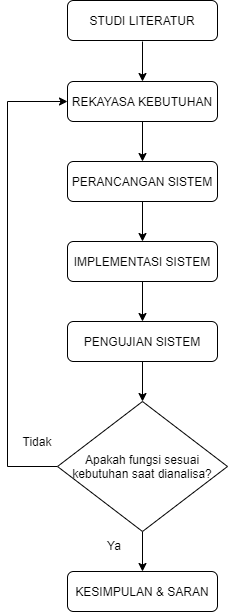 STUDI LITERATUR
REKAYASA KEBUTUHAN
PERANCANGAN SISTEM
IMPLEMENTASI SISTEM
PENGUJIAN SISTEM
Tidak
Apakah fungsi sesuai
kebutuhan saat dianalisa?
Ya
KESIMPULAN & SARAN